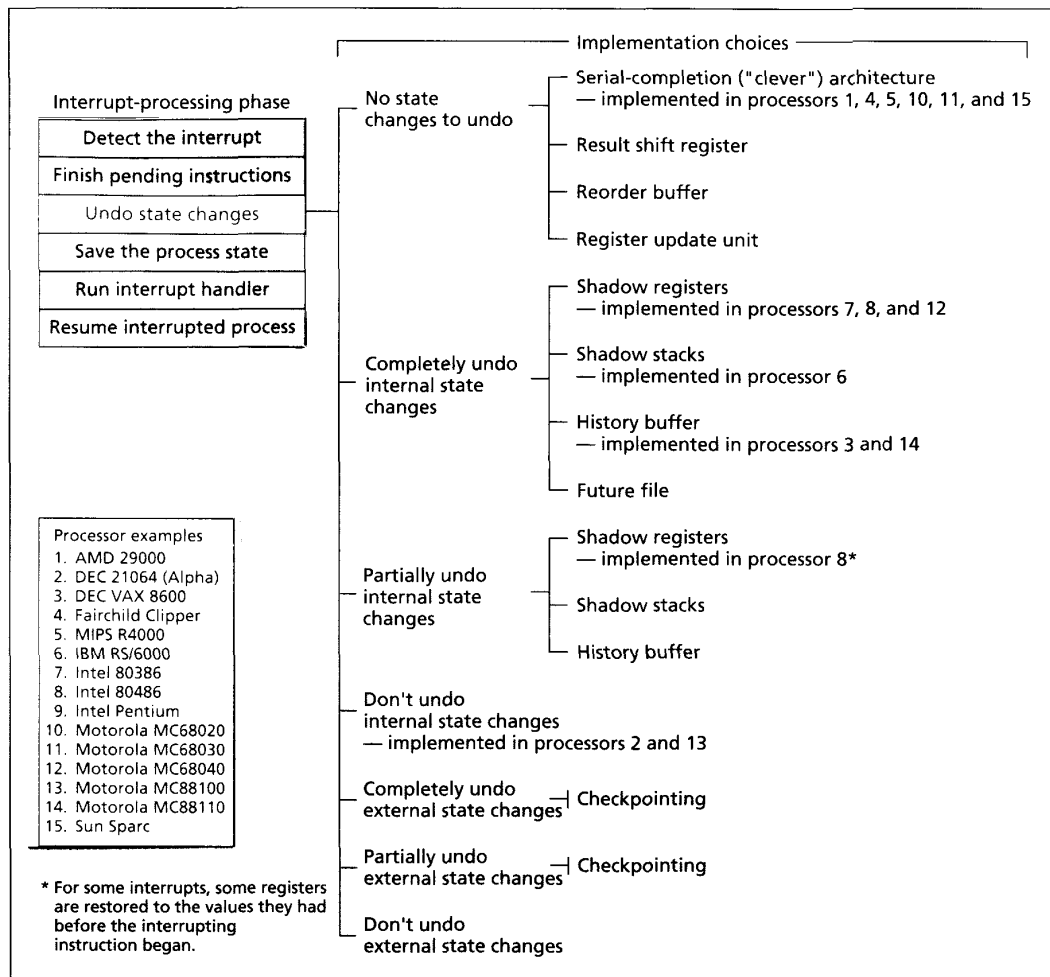 Implementation choices
Interrupt-processing phase
Detect the interrupt
Finish pending instructions
Undo state changes
Save the process state
Run interrupt handler
Resume interrupted process
No state
changes to undo
Serial-completion ("clever") architecture
— implemented in processors 1, 4, 5, 10, 11, and 15
Result shift register
Reorder buffer
Register update unit
Completely undo
internal state
changes
Shadow registers
— implemented in processors 7, 8, and 12
Shadow stacks
— implemented in processor 6
History buffer
— implemented in processors 3 and 14
Future file
Partially undo
internal state
changes
Shadow registers
— implemented in processor 8*
Shadow stacks
History buffer
Don't undo
internal state changes
— implemented in processors 2 and 13
Completely undo
external state changes
Checkpointing
Partially undo
external state changes
Checkpointing
Don't undo
external state changes
Processor examples
1. AMD 29000
2. DEC 21064 (Alpha)
3. DEC VAX 8600
4. Fairchild Clipper
5. MIPS R4000
6. IBM RS/6000
7. Intel 80386
8. Intel 80486
9. Intel Pentium
10. Motorola MC68020
11. Motorola MC68030
12. Motorola MC68040
13. Motorola MC88100
14. Motorola MC88110
15. Sun Sparc
* For some interrupts, some registers
are restored to the values they had
before the interrupting
instruction began.